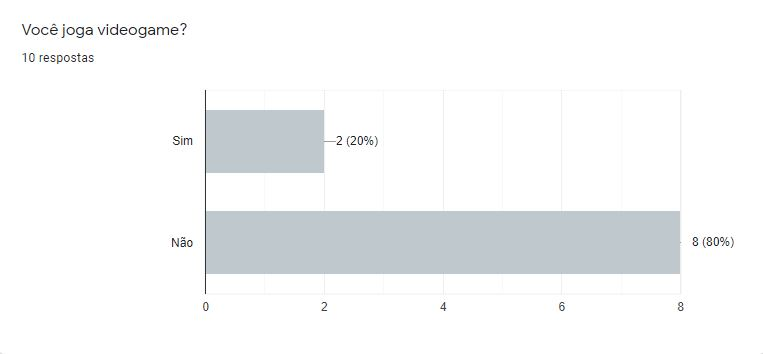 Você joga videogame?
10 respostas
Sim
2 (20%)
Não
8 (80%)
0 2 4 6 8